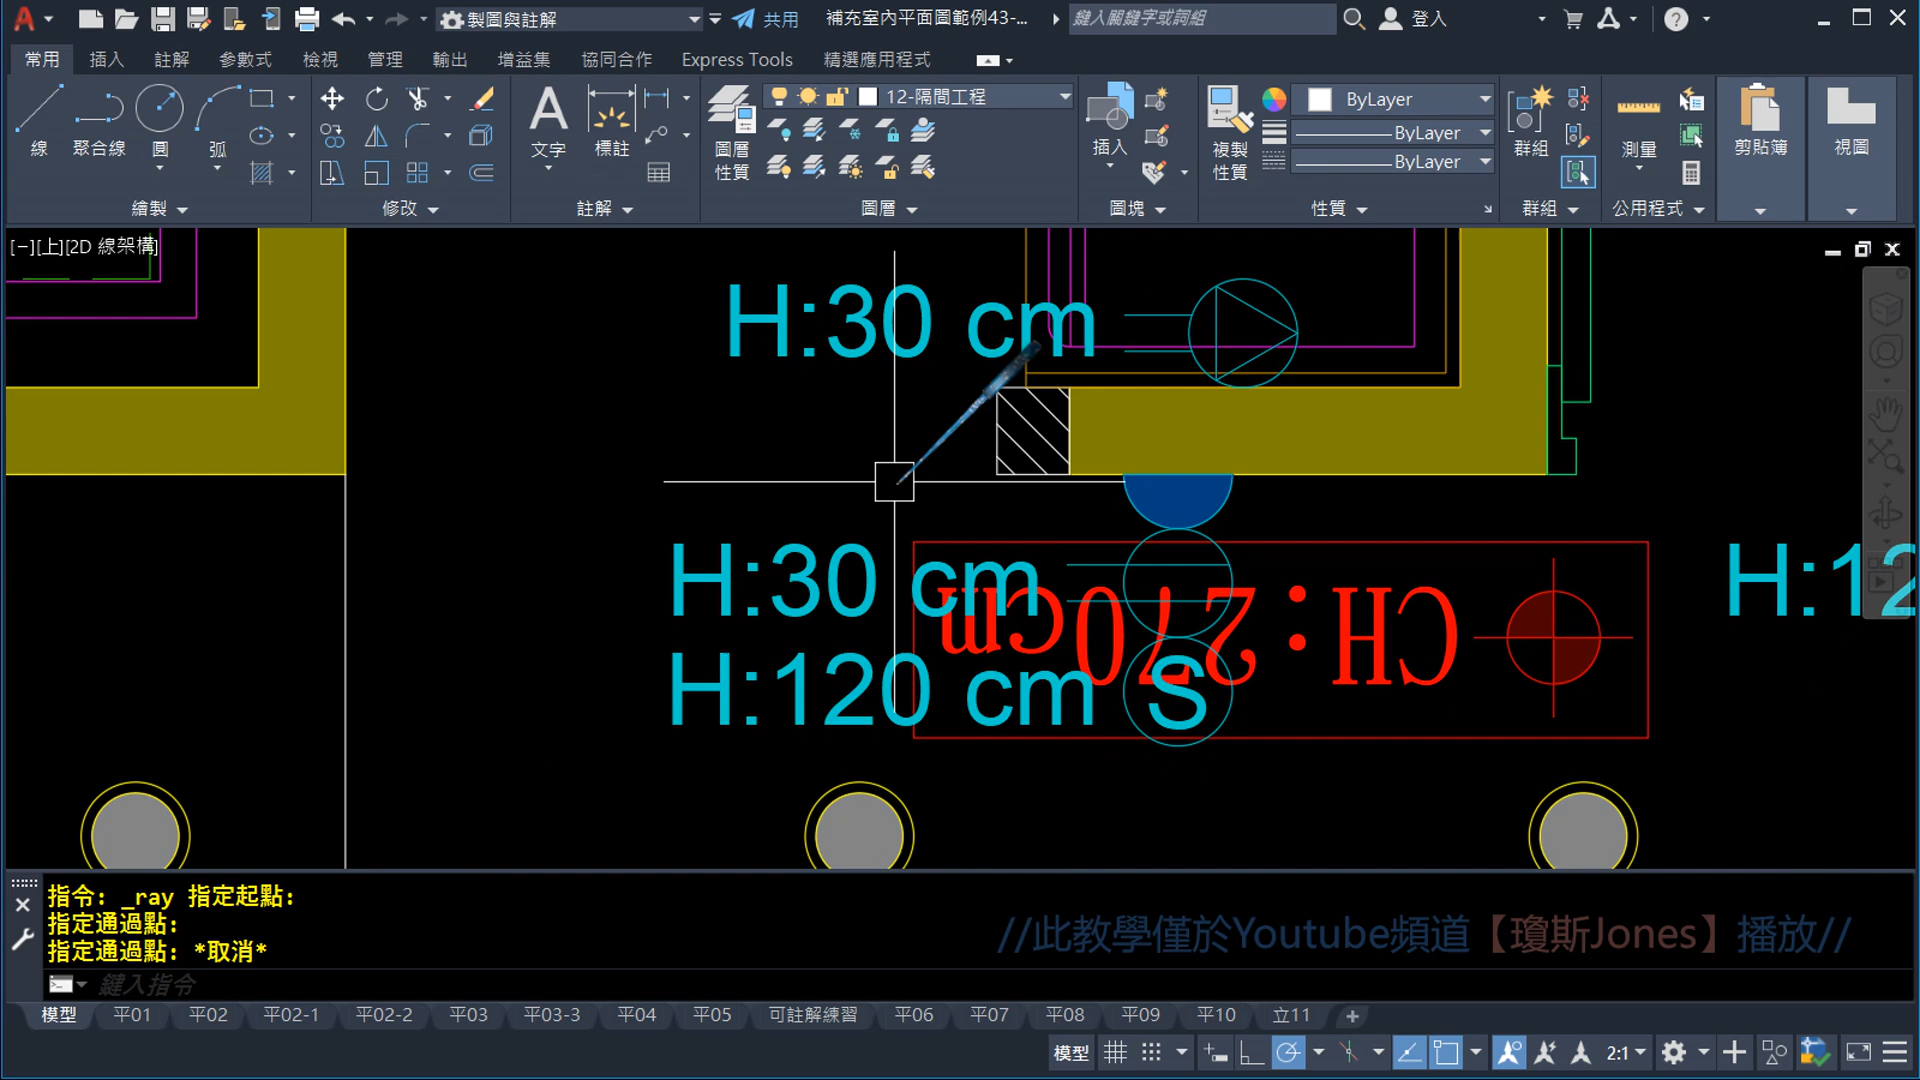 製圖與註解
共用
補充室內平面圖範例43-...
鍵入關鍵字或詞組
登入
常用 插入 註解 參數式 檢視 管理 輸出 增益集 協同合作 Express Tools 精選應用程式
線 聚合線 圓 弧
文字 標註
圖層性質
12-隔間工程
插入
複製性質
ByLayer
ByLayer
ByLayer
群組
測量
剪貼簿
視圖
繪製 修改 註解 圖層 圖塊 性質 群組 公用程式
[−][上][2D 線架構]
H:30 cm
H:30 cm
CH:270cm
H:120 cm S
H:12
指令: _ray 指定起點:
指定通過點:
指定通過點: *取消*
//此教學僅於Youtube頻道【瓊斯Jones】播放//
鍵入指令
模型 平01 平02 平02-1 平02-2 平03 平03-3 平04 平05 可註解練習 平06 平07 平08 平09 平10 立11
模型
2:1